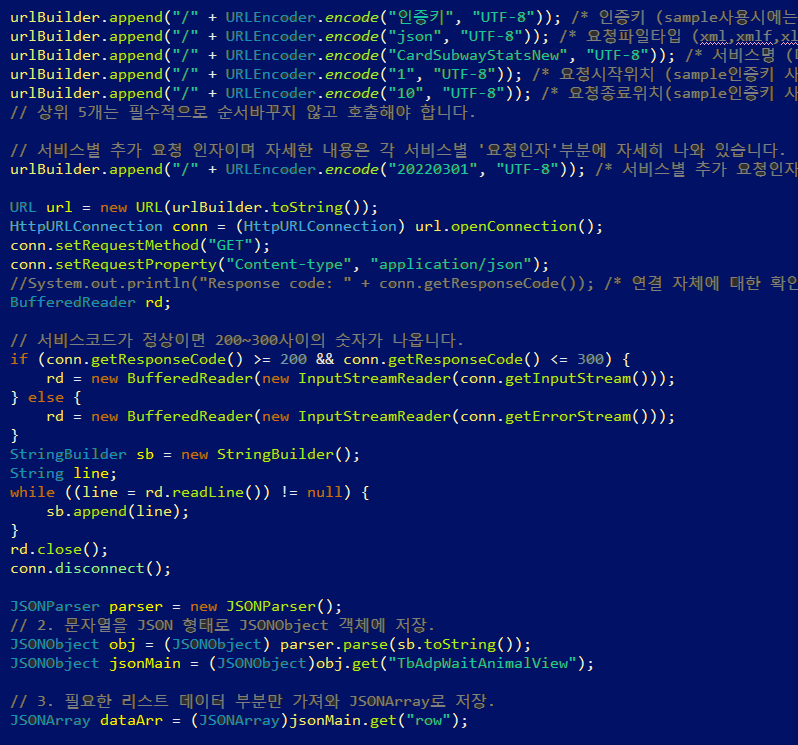 urlBuilder.append("/" + URLEncoder.encode("인증키", "UTF-8")); /* 인증키 (sample사용시에는
urlBuilder.append("/" + URLEncoder.encode("json", "UTF-8")); /* 요청파일타입 (xml,xmlf,xl
urlBuilder.append("/" + URLEncoder.encode("CardSubwayStatsNew", "UTF-8")); /* 서비스명 (
urlBuilder.append("/" + URLEncoder.encode("1", "UTF-8")); /* 요청시작위치 (sample인증키 사
urlBuilder.append("/" + URLEncoder.encode("10", "UTF-8")); /* 요청종료위치(sample인증키 사
// 상위 5개는 필수적으로 순서바꾸지 않고 호출해야 합니다.
// 서비스별 추가 요청 인자이며 자세한 내용은 각 서비스별 '요청인자'부분에 자세히 나와 있습니다.
urlBuilder.append("/" + URLEncoder.encode("20220301", "UTF-8")); /* 서비스별 추가 요청인자
URL url = new URL(urlBuilder.toString());
HttpURLConnection conn = (HttpURLConnection) url.openConnection();
conn.setRequestMethod("GET");
conn.setRequestProperty("Content-type", "application/json");
//System.out.println("Response code: " + conn.getResponseCode()); /* 연결 자체에 대한 확인
BufferedReader rd;
// 서비스코드가 정상이면 200~300사이의 숫자가 나옵니다.
if (conn.getResponseCode() >= 200 && conn.getResponseCode() <= 300) {
rd = new BufferedReader(new InputStreamReader(conn.getInputStream()));
} else {
rd = new BufferedReader(new InputStreamReader(conn.getErrorStream()));
}
StringBuilder sb = new StringBuilder();
String line;
while ((line = rd.readLine()) != null) {
sb.append(line);
}
rd.close();
conn.disconnect();
JSONParser parser = new JSONParser();
// 2. 문자열을 JSON 형태로 JSONObject 객체에 저장.
JSONObject obj = (JSONObject) parser.parse(sb.toString());
JSONObject jsonMain = (JSONObject)obj.get("TbAdpWaitAnimalView");
// 3. 필요한 리스트 데이터 부분만 가져와 JSONArray로 저장.
JSONArray dataArr = (JSONArray)jsonMain.get("row");